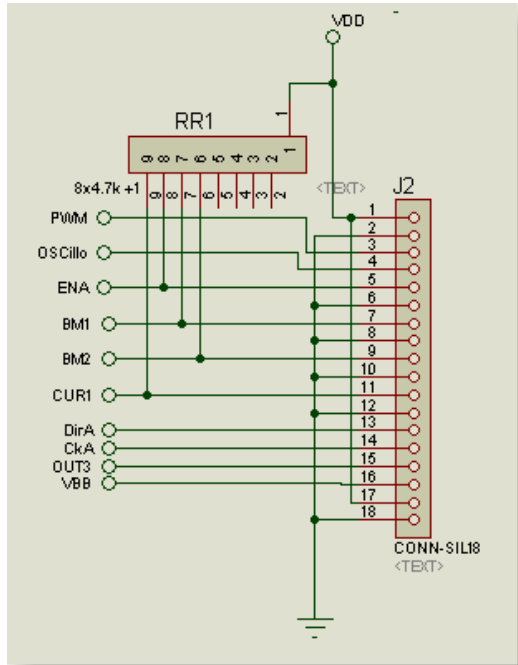 VDD
RR1
1
9 8 7 6 5 4 3 2 1
8x4.7k +1
9 8 7 6 5 4 3 2
<TEXT>
J2
PWM
OSCillo
ENA
BM1
BM2
CUR1
DirA
CkA
OUT3
VBB
1
2
3
4
5
6
7
8
9
10
11
12
13
14
15
16
17
18
CONN-SIL18
<TEXT>